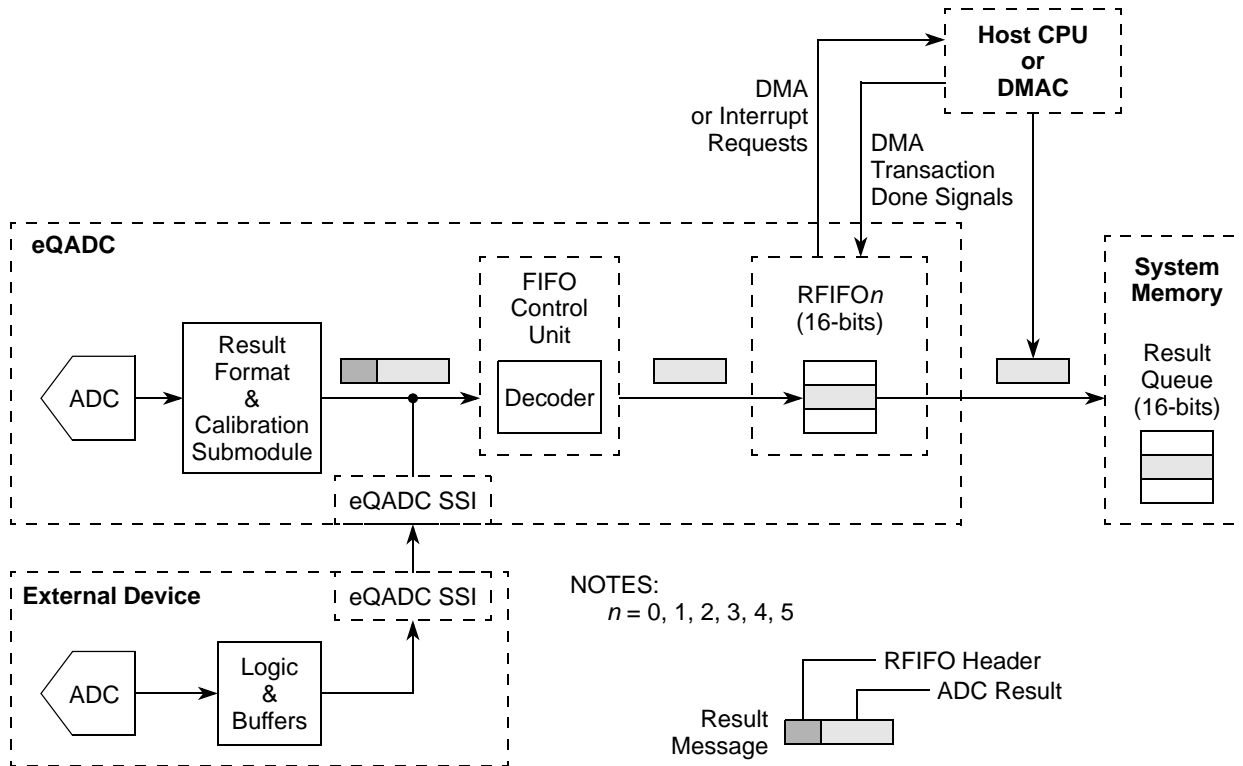 Host CPU
or
DMAC
DMA
or Interrupt
Requests
DMA
Transaction
Done Signals
eQADC
FIFO
Control
Unit
Decoder
RFIFOn
(16-bits)
System
Memory
Result
Queue
(16-bits)
ADC
Result
Format
&
Calibration
Submodule
eQADC SSI
External Device
eQADC SSI
ADC
Logic
&
Buffers
NOTES:
n = 0, 1, 2, 3, 4, 5
RFIFO Header
ADC Result
Result
Message